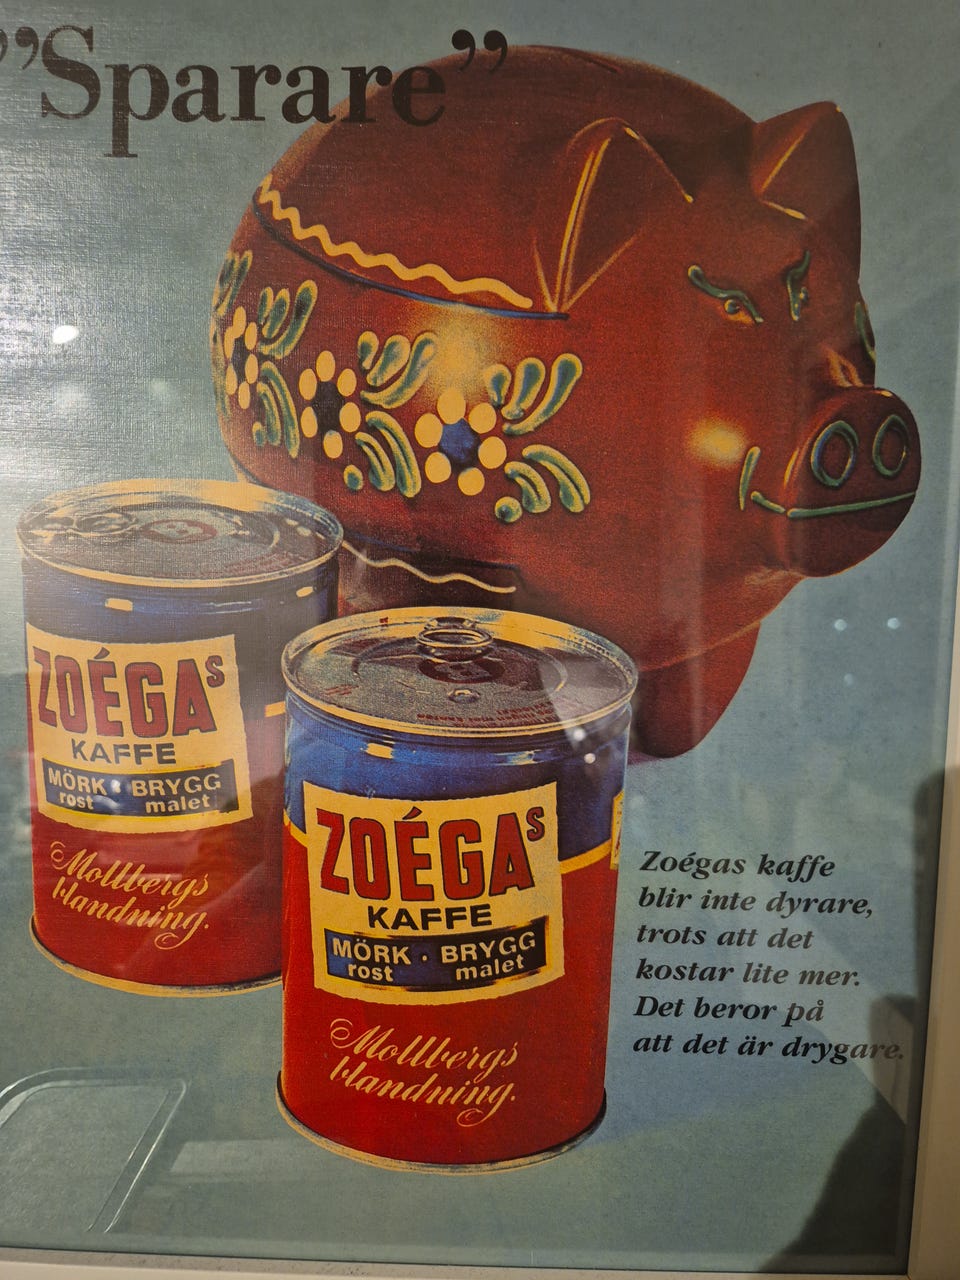 ”Sparare”
ZOÉGAS
KAFFE
MÖRK · BRYGG
rost malet
Mollbergs
blandning.
ZOÉGAS
KAFFE
MÖRK · BRYGG
rost malet
Mollbergs
blandning.
Zoégas kaffe
blir inte dyrare,
trots att det
kostar lite mer.
Det beror på
att det är drygare.